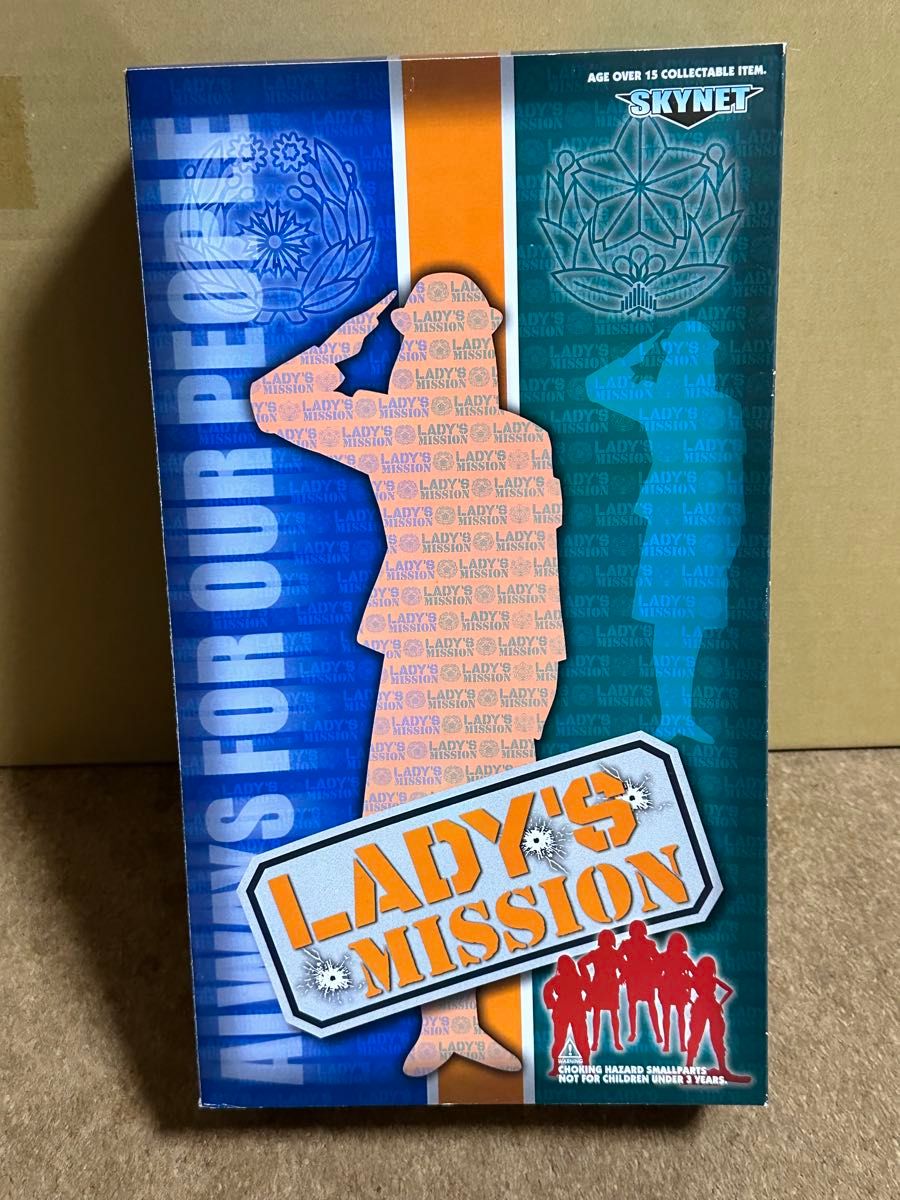 AGE OVER 15 COLLECTABLE ITEM.
SKYNET
ALWAYS FOR OUR PEOPLE
LADY'S
MISSION
WARNING
CHOKING HAZARD SMALLPARTS
NOT FOR CHILDREN UNDER 3 YEARS.